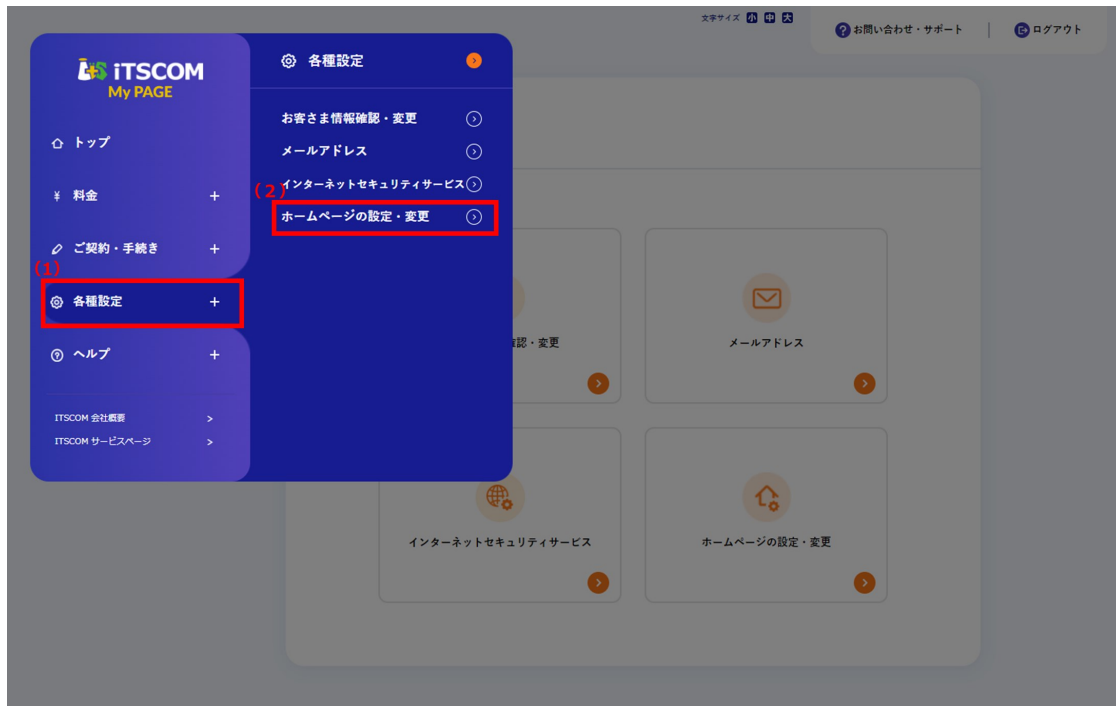 文字サイズ 小 中 大
お問い合わせ・サポート
ログアウト
iTSCOM
My PAGE
トップ
¥ 料金 +
ご契約・手続き +
(1)
各種設定 +
ヘルプ +
ITSCOM 会社概要 >
ITSCOM サービスページ >
各種設定
お客さま情報確認・変更
メールアドレス
インターネットセキュリティサービス
(2)
ホームページの設定・変更
認・変更
メールアドレス
インターネットセキュリティサービス
ホームページの設定・変更